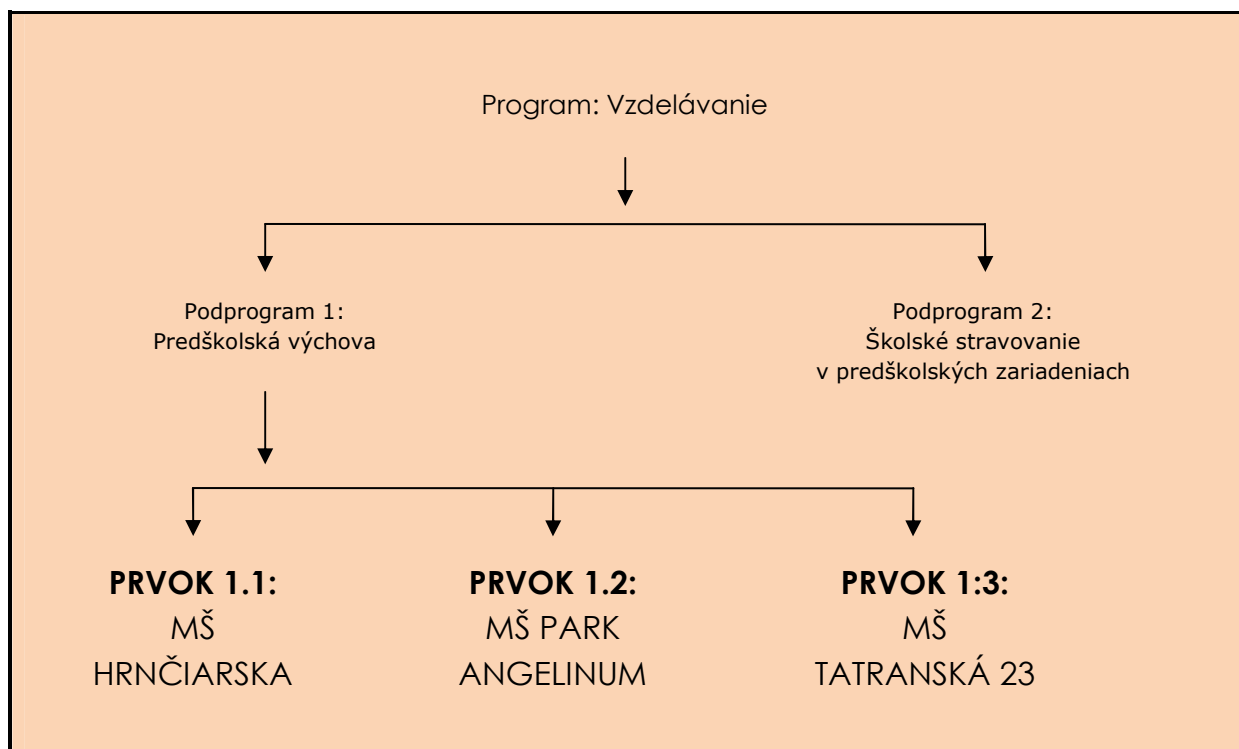 Program: Vzdelávanie
Podprogram 1:
Predškolská výchova
Podprogram 2:
Školské stravovanie
v predškolských zariadeniach
PRVOK 1.1:
MŠ
HRNČIARSKA
PRVOK 1.2:
MŠ PARK
ANGELINUM
PRVOK 1:3:
MŠ
TATRANSKÁ 23